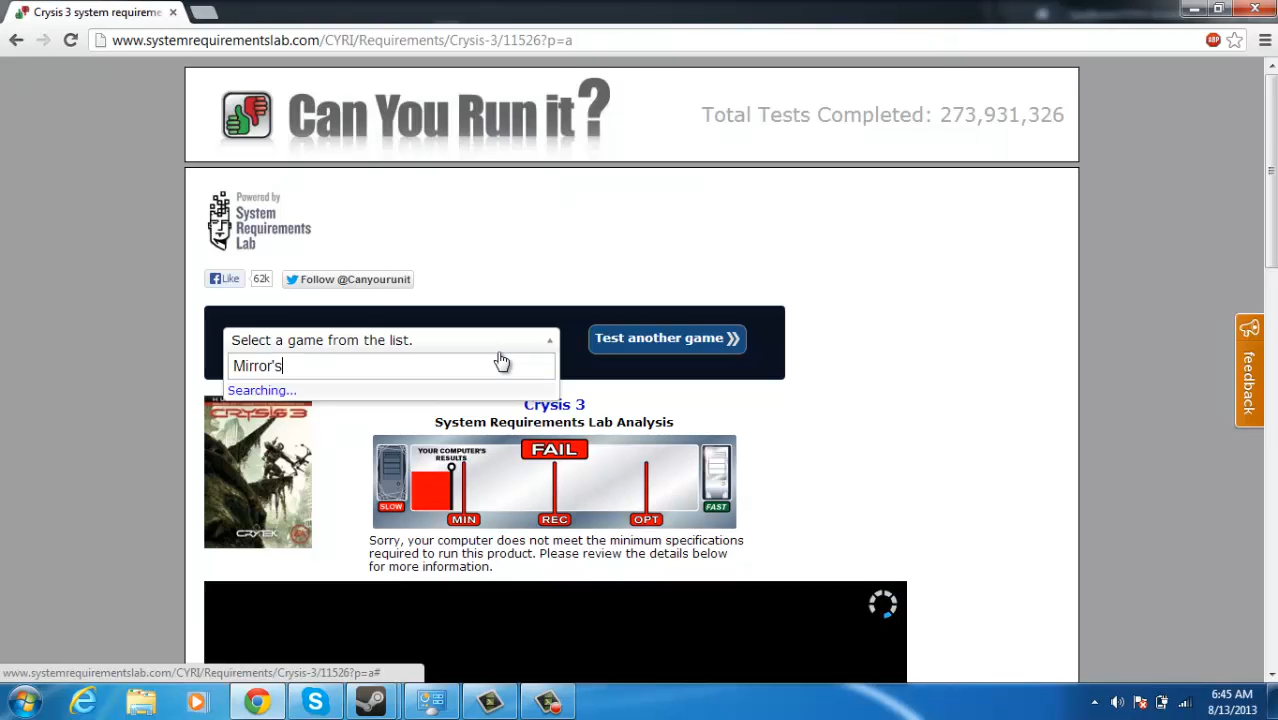 Crysis 3 system requireme
www.systemrequirementslab.com/CYRI/Requirements/Crysis-3/11526?p=a
ABP
Can You Run it?
Total Tests Completed: 273,931,326
Powered by
System
Requirements
Lab
Like
62k
Follow @Canyourunit
Select a game from the list.
Test another game
Mirror's
Searching...
feedback
CRYSIS 3
CRYTEK
Crysis 3
System Requirements Lab Analysis
YOUR COMPUTER'S
RESULTS
FAIL
SLOW
MIN
REC
OPT
FAST
Sorry, your computer does not meet the minimum specifications
required to run this product. Please review the details below
for more information.
www.systemrequirementslab.com/CYRI/Requirements/Crysis-3/11526?p=a#
6:45 AM
8/13/2013